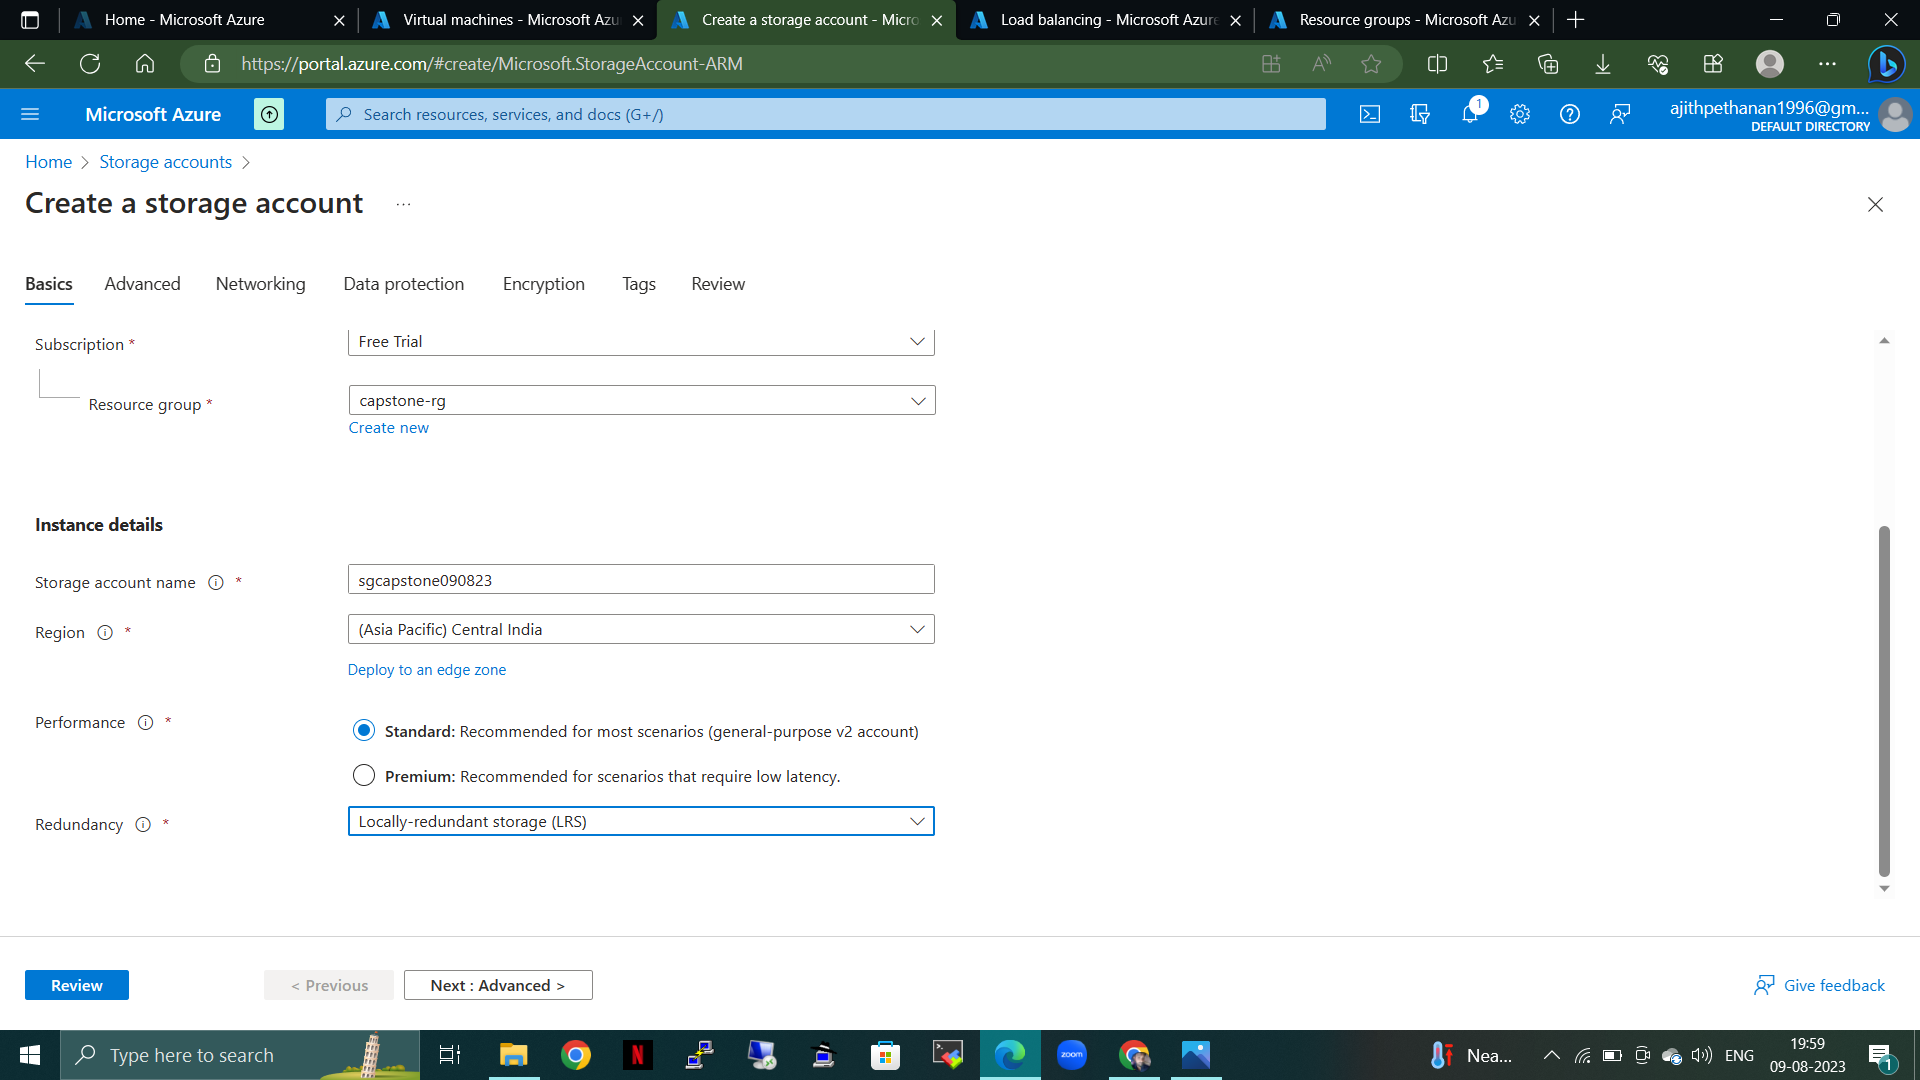 Home - Microsoft Azure
Virtual machines - Microsoft Azu
Create a storage account - Micro
Load balancing - Microsoft Azure
Resource groups - Microsoft Azu
https://portal.azure.com/#create/Microsoft.StorageAccount-ARM
Microsoft Azure
Search resources, services, and docs (G+/)
1
ajithpethanan1996@gm...
DEFAULT DIRECTORY
Home > Storage accounts >
Create a storage account ...
Basics
Advanced
Networking
Data protection
Encryption
Tags
Review
Subscription *
Free Trial
Resource group *
capstone-rg
Create new
Instance details
Storage account name *
sgcapstone090823
Region *
(Asia Pacific) Central India
Deploy to an edge zone
Performance *
Standard: Recommended for most scenarios (general-purpose v2 account)
Premium: Recommended for scenarios that require low latency.
Redundancy *
Locally-redundant storage (LRS)
Review
< Previous
Next : Advanced >
Give feedback
Type here to search
N
zoom
Nea...
ENG
19:59
09-08-2023
1